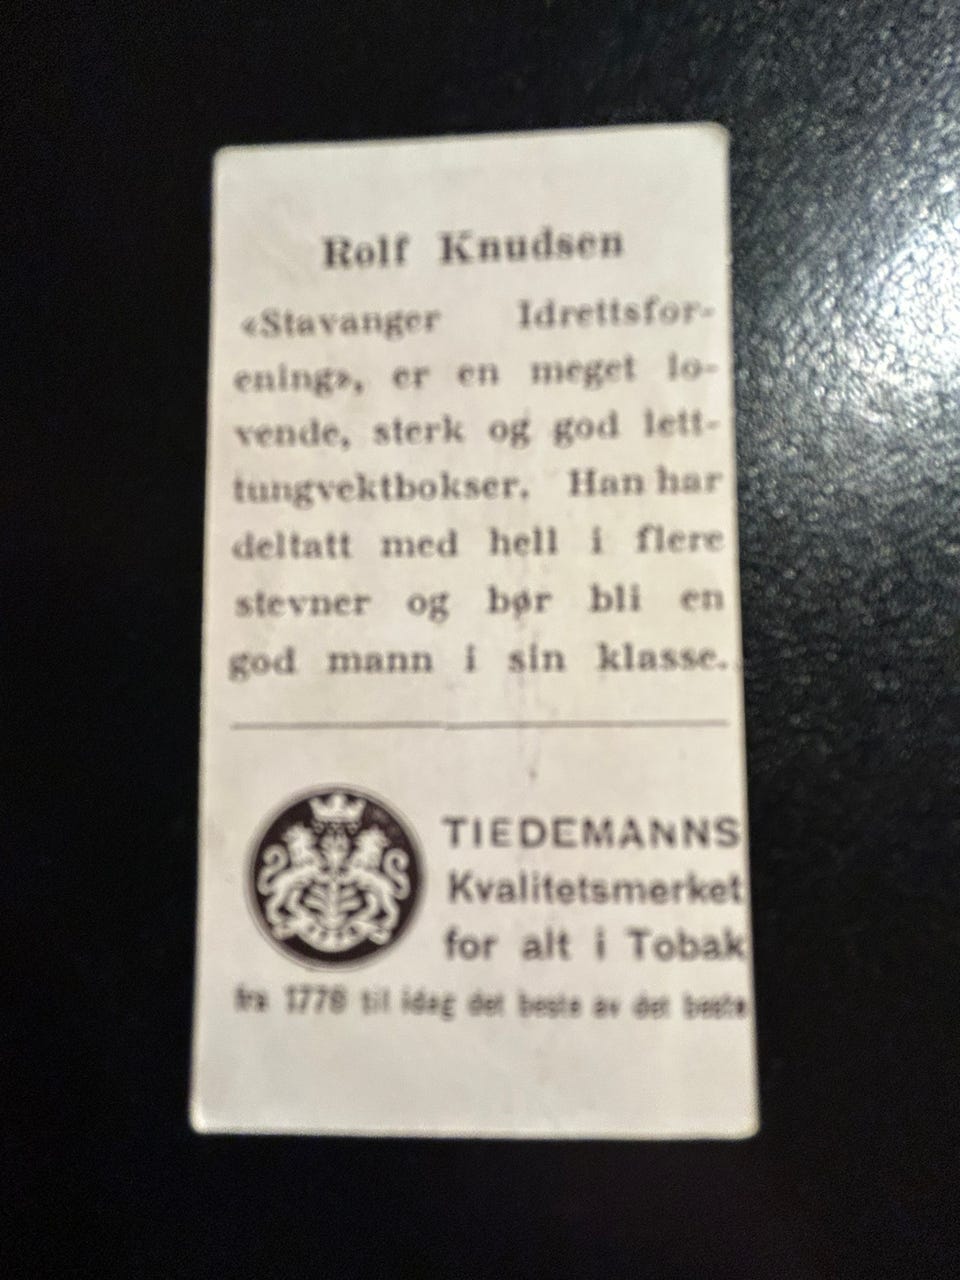 Rolf Knudsen
«Stavanger Idrettsfor-
ening», er en meget lo-
vende, sterk og god lett-
tungvektbokser. Han har
deltatt med hell i flere
stevner og bør bli en
god mann i sin klasse.
TIEDEMANNS
Kvalitetsmerket
for alt i Tobak
fra 1778 til idag det beste av det beste